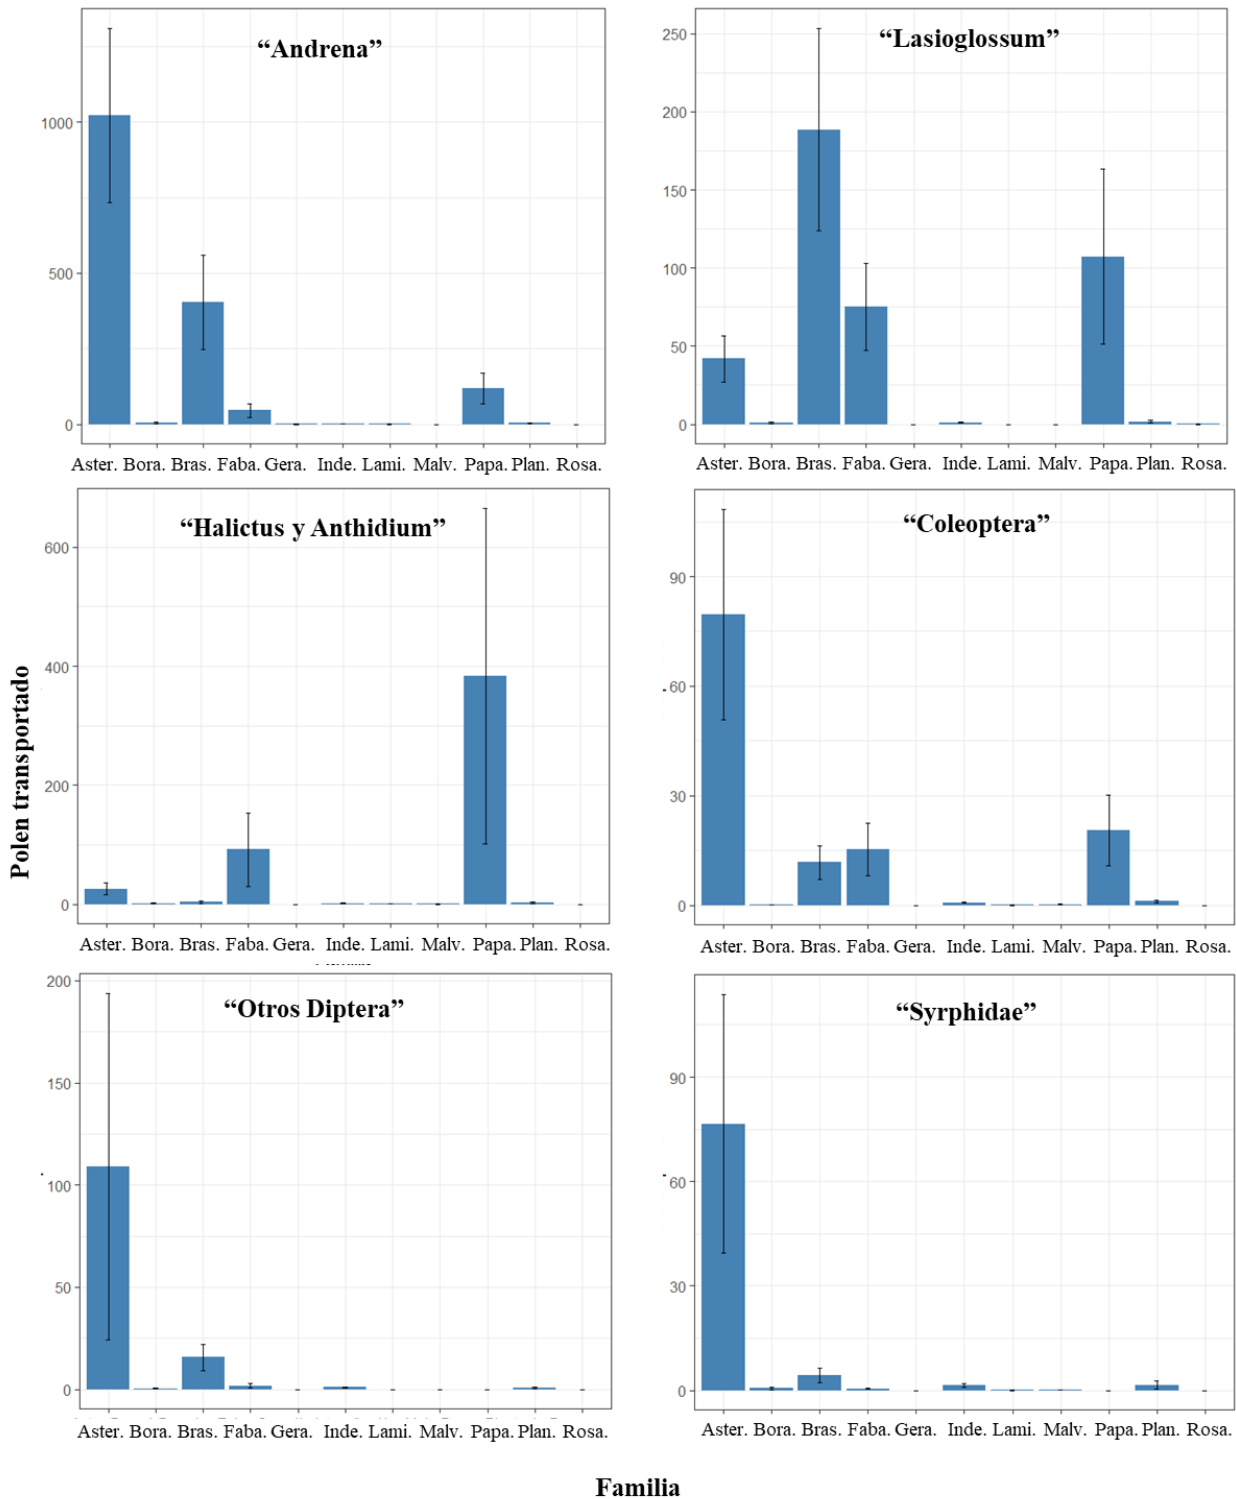 “Andrena”
1000
500
0
Aster. Bora. Bras. Faba. Gera. Inde. Lami. Malv. Papa. Plan. Rosa.
“Lasioglossum”
250
200
150
100
50
0
Aster. Bora. Bras. Faba. Gera. Inde. Lami. Malv. Papa. Plan. Rosa.
“Halictus y Anthidium”
600
400
200
0
Aster. Bora. Bras. Faba. Gera. Inde. Lami. Malv. Papa. Plan. Rosa.
“Coleoptera”
90
60
30
0
Aster. Bora. Bras. Faba. Gera. Inde. Lami. Malv. Papa. Plan. Rosa.
Polen transportado
“Otros Diptera”
200
150
100
50
0
Aster. Bora. Bras. Faba. Gera. Inde. Lami. Malv. Papa. Plan. Rosa.
“Syrphidae”
90
60
30
0
Aster. Bora. Bras. Faba. Gera. Inde. Lami. Malv. Papa. Plan. Rosa.
Familia